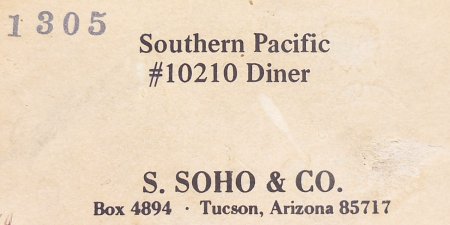 1305
Southern Pacific
#10210 Diner
S. SOHO & CO.
Box 4894 · Tucson, Arizona 85717